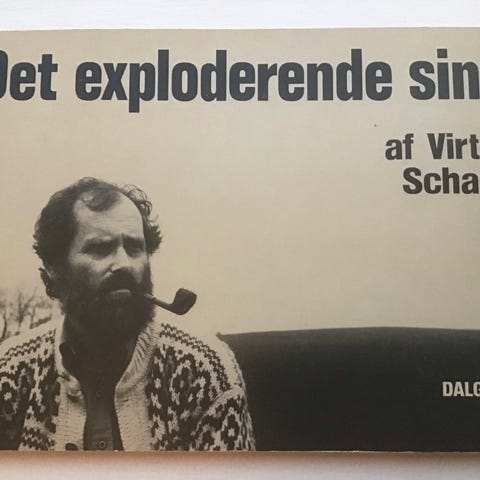 Det exploderende sin
af Virt
Scha
DALG